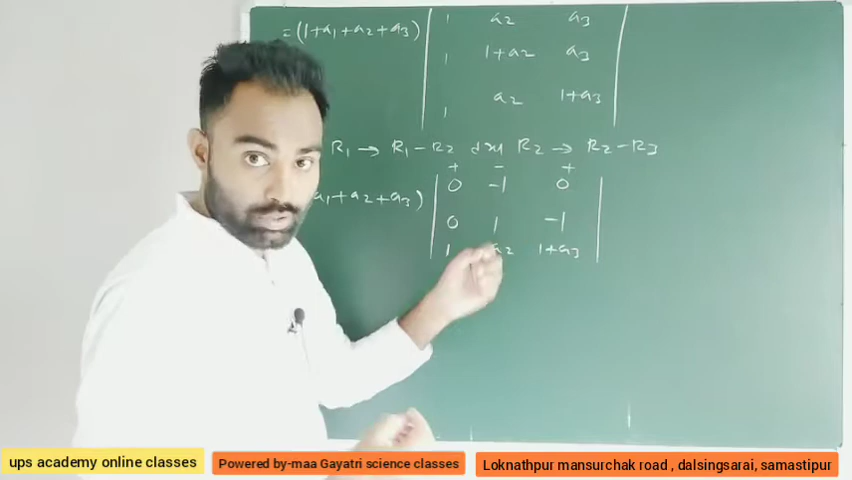 =(1+a₁+a₂+a₃) | 1 a₂ a₃ |
| 1 1+a₂ a₃ |
| 1 a₂ 1+a₃ |
R₁ → R₁-R₂ तथा R₂ → R₂-R₃
+ - +
a₁+a₂+a₃) | 0 -1 0 |
| 0 1 -1 |
| 1 a₂ 1+a₃ |
ups academy online classes
Powered by-maa Gayatri science classes
Loknathpur mansurchak road , dalsingsarai, samastipur